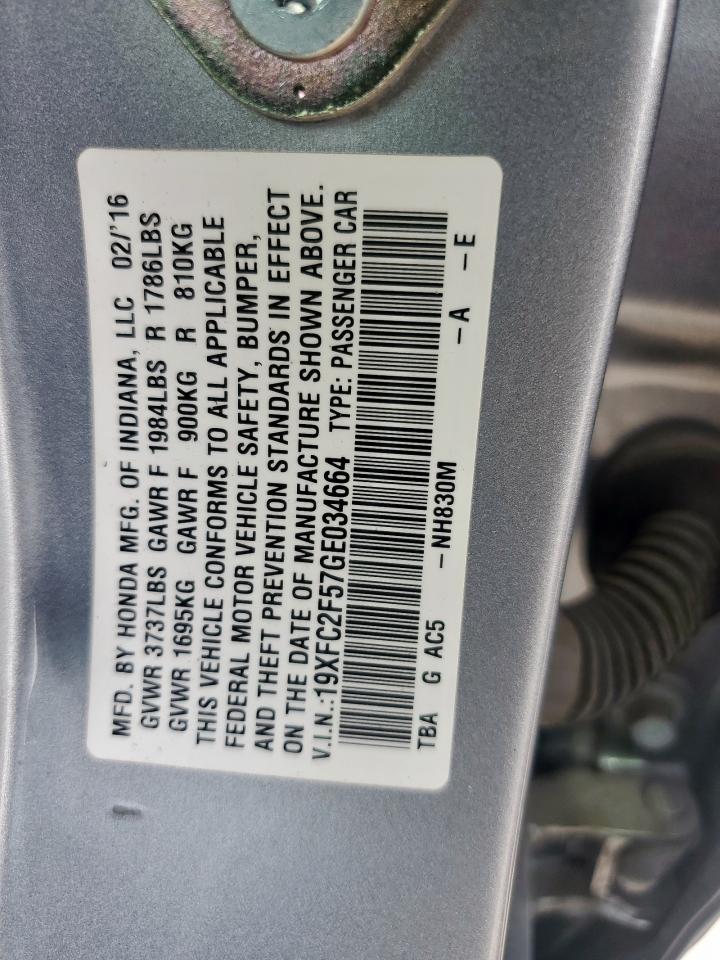 MFD. BY HONDA MFG. OF INDIANA, LLC 02/'16
GVWR 3737LBS GAWR F 1984LBS R 1786LBS
GVWR 1695KG GAWR F 900KG R 810KG
THIS VEHICLE CONFORMS TO ALL APPLICABLE
FEDERAL MOTOR VEHICLE SAFETY, BUMPER,
AND THEFT PREVENTION STANDARDS IN EFFECT
ON THE DATE OF MANUFACTURE SHOWN ABOVE.
V.I.N.:19XFC2F57GE034664 TYPE: PASSENGER CAR
TBA G AC5 - NH830M -A -E